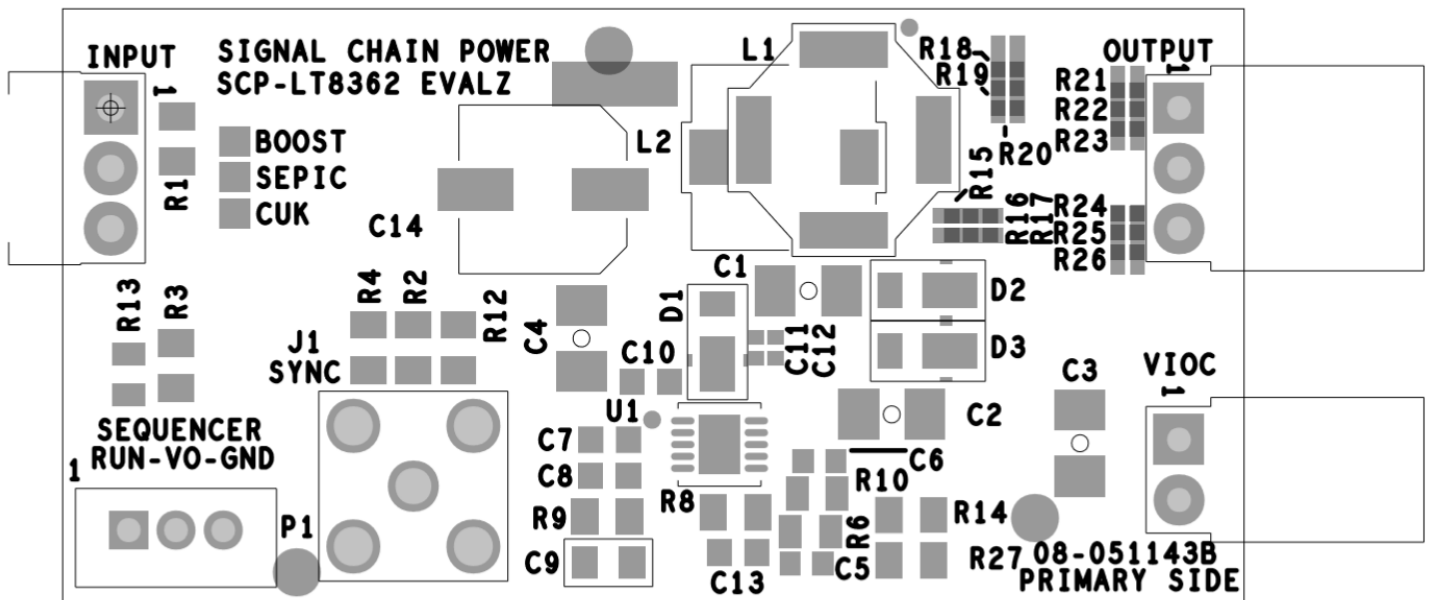 INPUT
1
SIGNAL CHAIN POWER
SCP-LT8362 EVALZ
BOOST
SEPIC
CUK
R1
C14
L1
L2
R18
R19
R20
R15
R16
R17
OUTPUT
1
R21
R22
R23
R24
R25
R26
R13
R3
R4
R2
R12
J1
SYNC
C4
C10
D1
C1
C11
C12
D2
D3
C2
C3
VIOC
1
SEQUENCER
RUN-VO-GND
1
P1
U1
C7
C8
R9
C9
R8
C13
C6
R10
R6
C5
R14
R27
08-051143B
PRIMARY SIDE